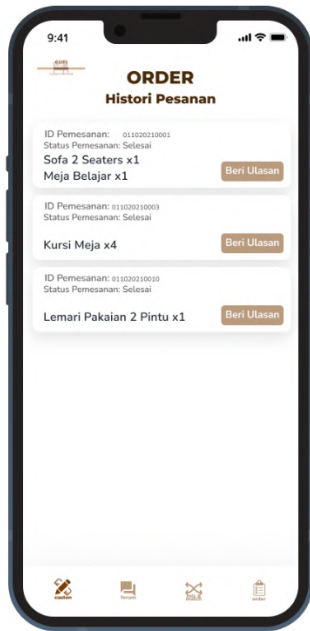 9:41
ORDER
Histori Pesanan
ID Pemesanan: 011020210001
Status Pemesanan: Selesai
Sofa 2 Seaters x1
Meja Belajar x1
Beri Ulasan
ID Pemesanan: 011020210003
Status Pemesanan: Selesai
Kursi Meja x4
Beri Ulasan
ID Pemesanan: 011020210010
Status Pemesanan: Selesai
Lemari Pakaian 2 Pintu x1
Beri Ulasan
custom
forum
order